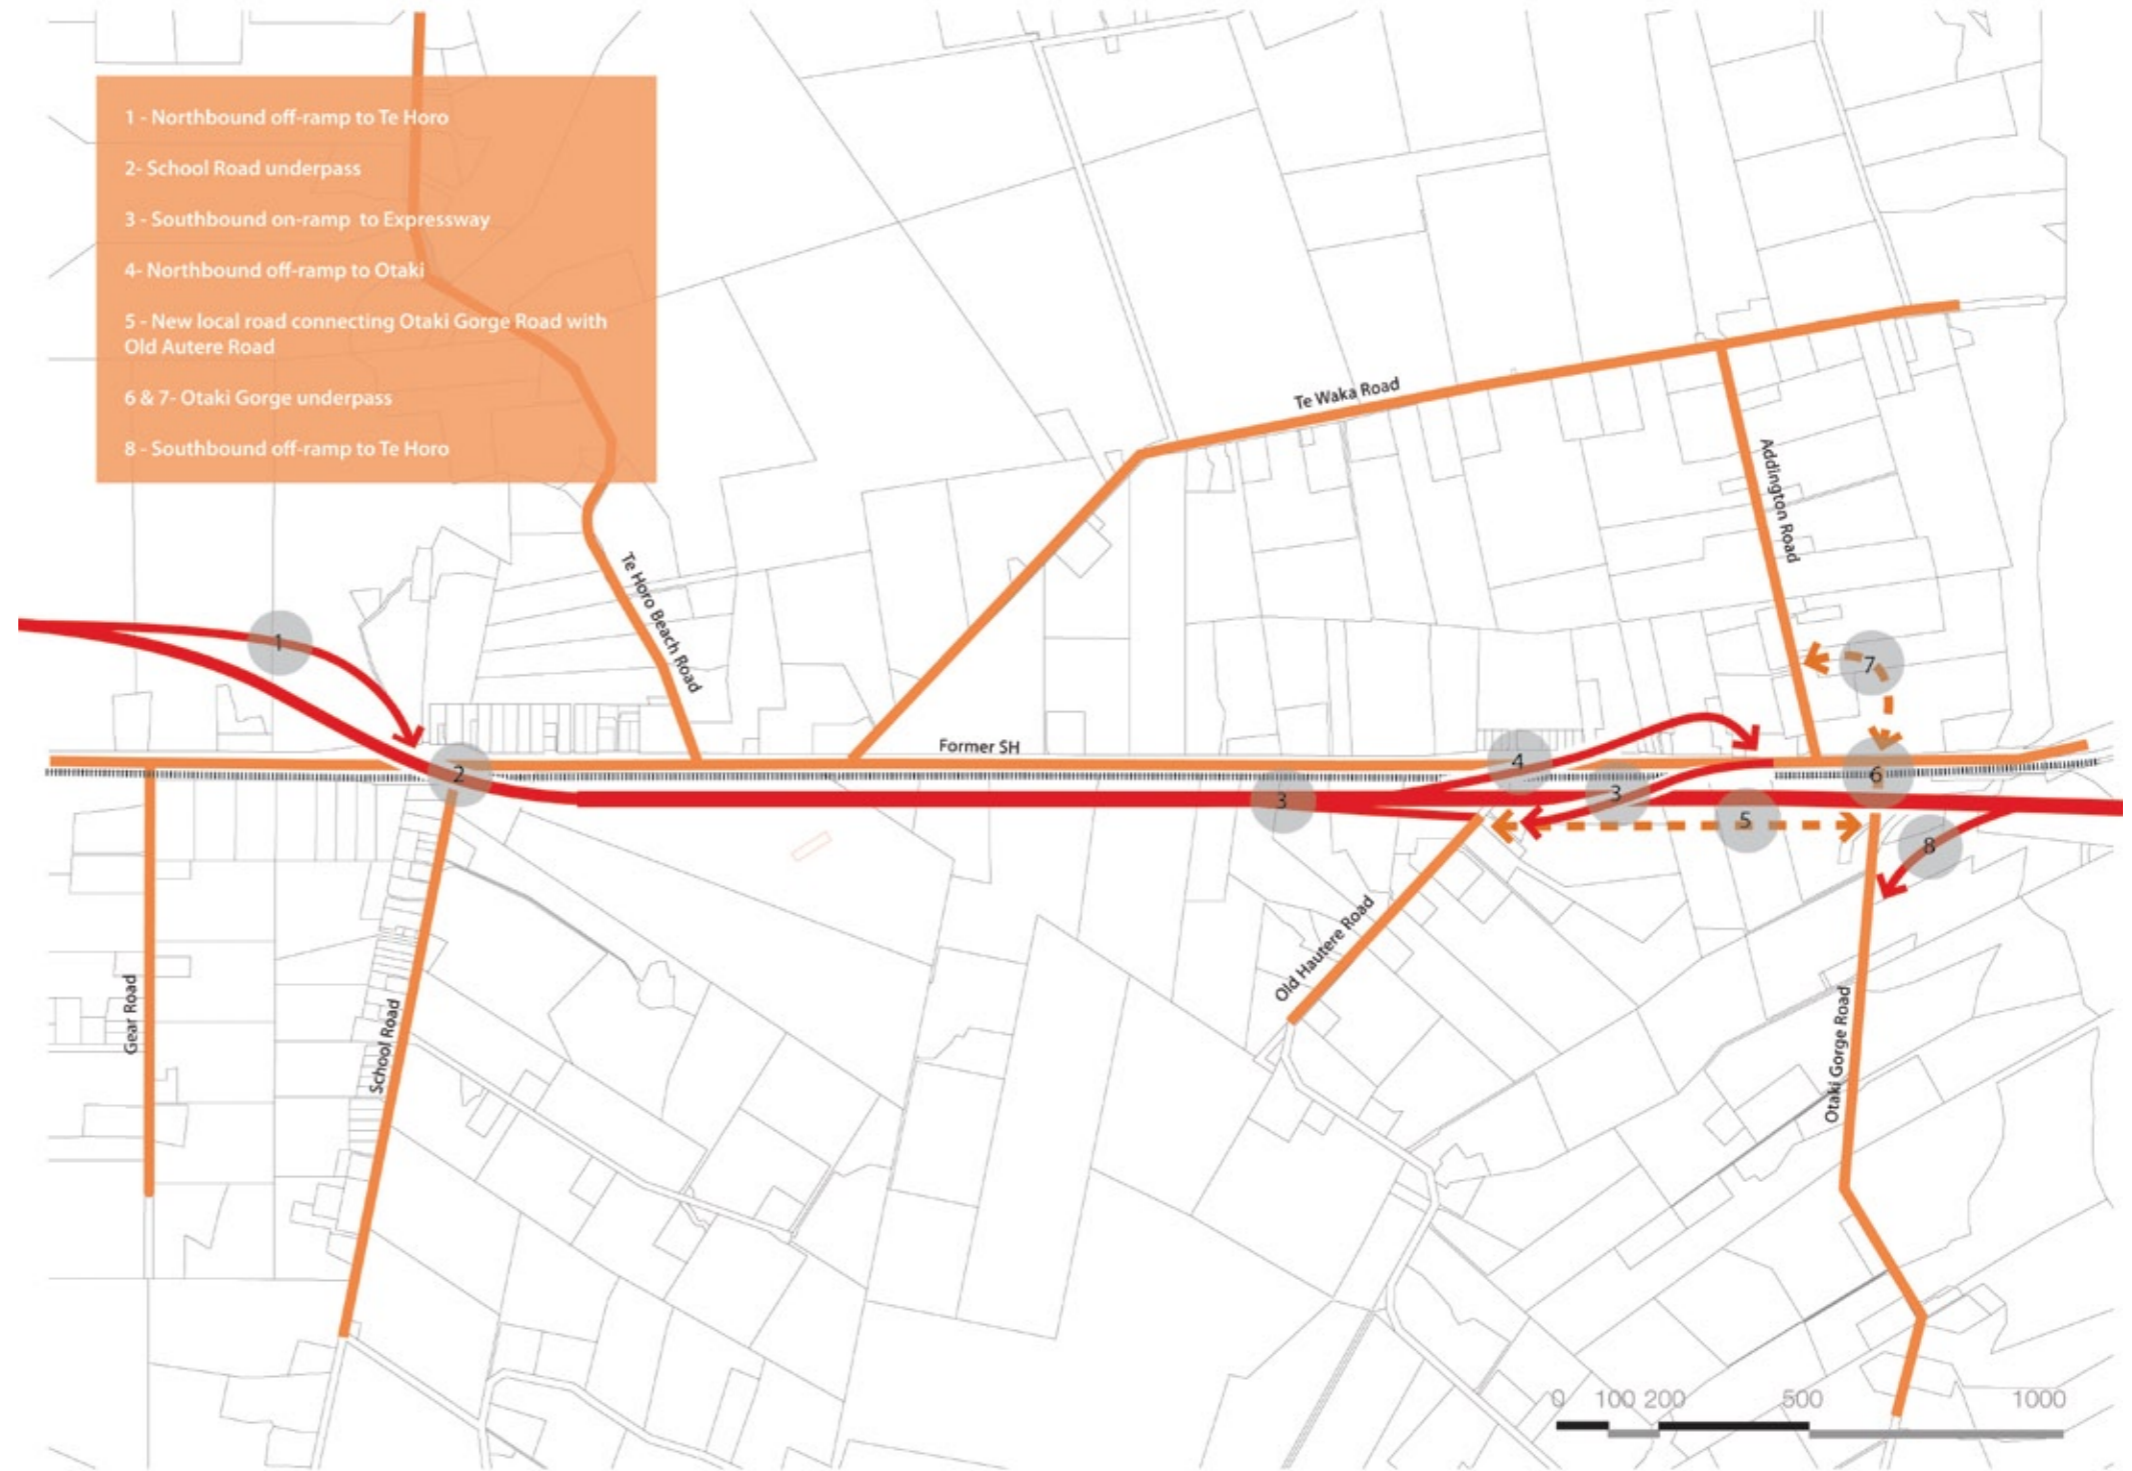 1 - Northbound off-ramp to Te Horo
2- School Road underpass
3 - Southbound on-ramp to Expressway
4- Northbound off-ramp to Otaki
5 - New local road connecting Otaki Gorge Road with
Old Autere Road
6 & 7- Otaki Gorge underpass
8 - Southbound off-ramp to Te Horo
Te Waka Road
Addington Road
Te Horo Beach Road
1
7
Former SH
2
4
3
3
6
5
8
Old Hautere Road
Gear Road
School Road
Otaki Gorge Road
0 100 200 500 1000